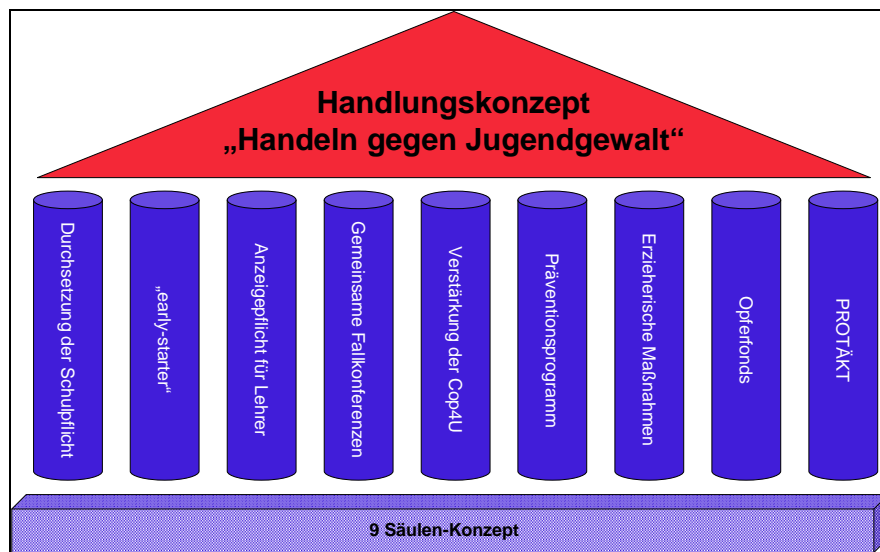 Handlungskonzept
„Handeln gegen Jugendgewalt“
Durchsetzung der Schulpflicht
„early-starter“
Anzeigepflicht für Lehrer
Gemeinsame Fallkonferenzen
Verstärkung der Cop4U
Präventionsprogramm
Erzieherische Maßnahmen
Opferfonds
PROTÄKT
9 Säulen-Konzept